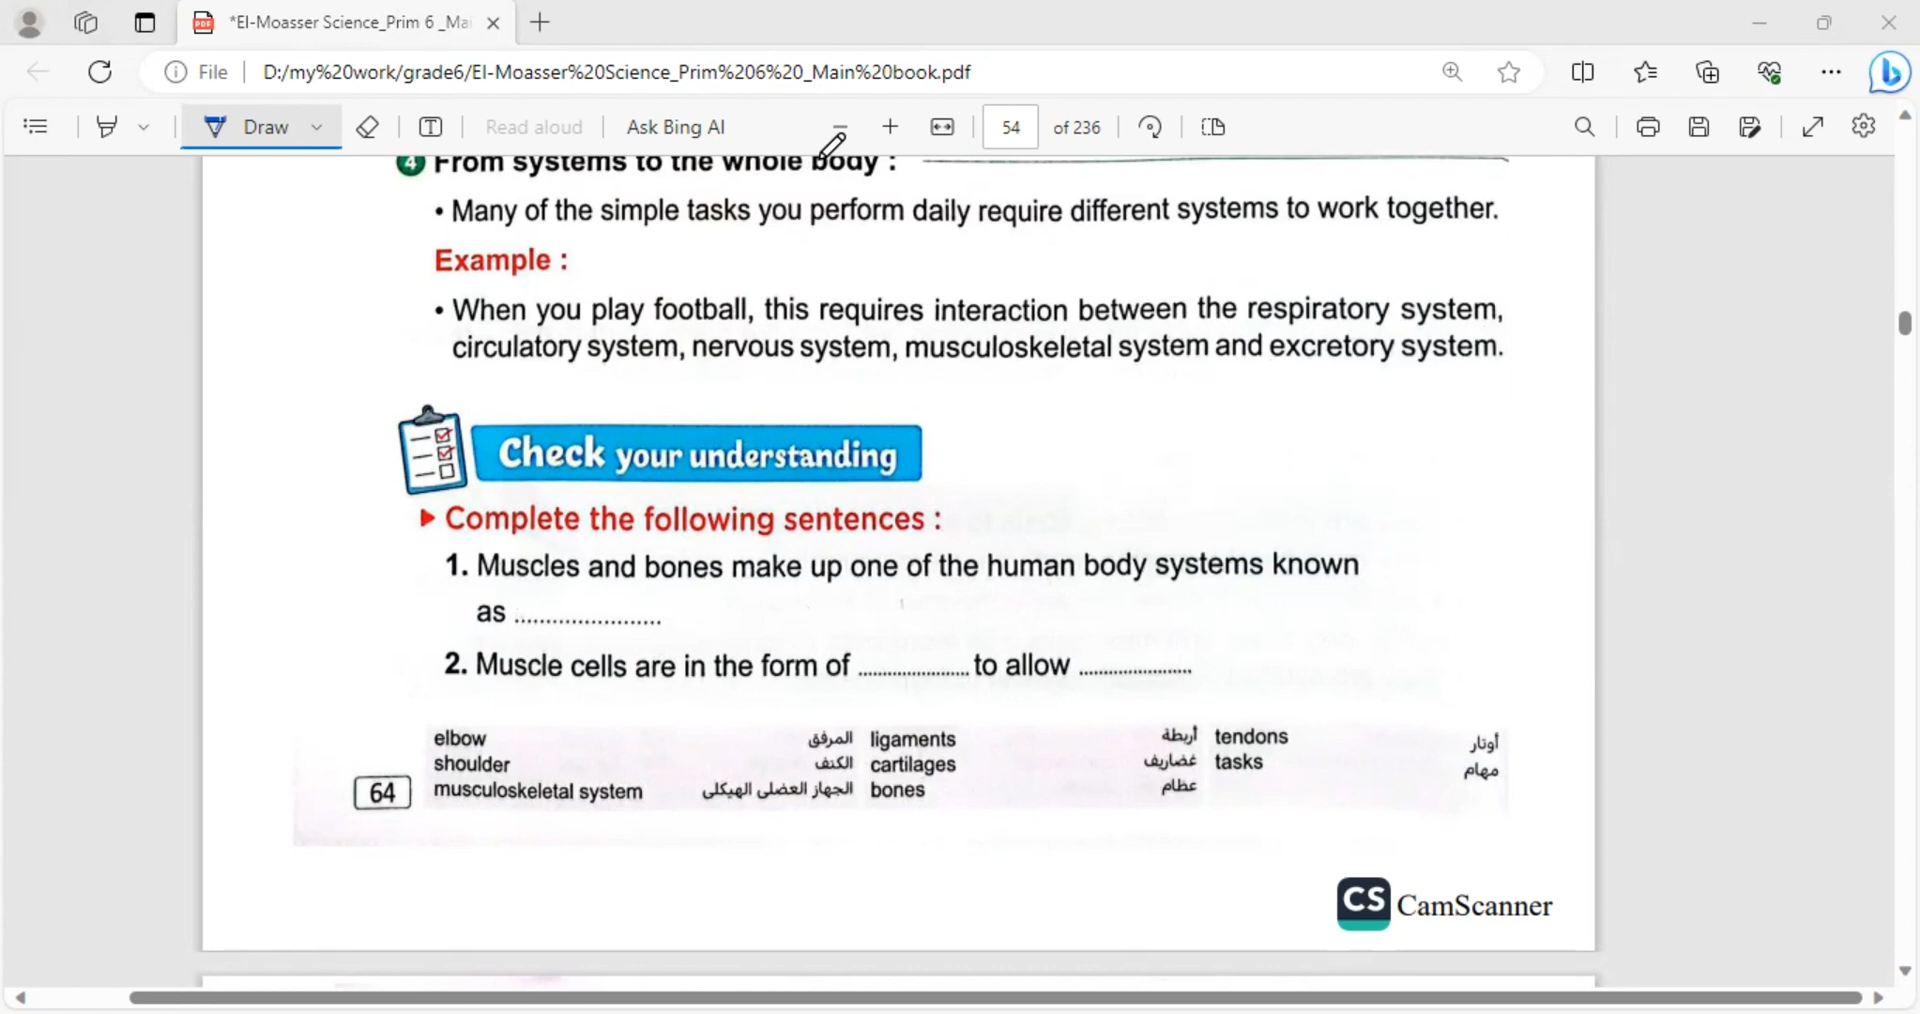 *El-Moasser Science_Prim 6 _Mai
File
D:/my%20work/grade6/El-Moasser%20Science_Prim%206%20_Main%20book.pdf
Draw
Read aloud
Ask Bing AI
54 of 236
4 From systems to the whole body :
• Many of the simple tasks you perform daily require different systems to work together.
Example :
• When you play football, this requires interaction between the respiratory system,
circulatory system, nervous system, musculoskeletal system and excretory system.
Check your understanding
Complete the following sentences :
1. Muscles and bones make up one of the human body systems known
as ......................
2. Muscle cells are in the form of ...................... to allow ......................
elbow المرفق ligaments أربطة tendons أوتار
shoulder الكتف cartilages غضاريف tasks مهام
musculoskeletal system الجهاز العضلى الهيكلى bones عظام
64
CS CamScanner